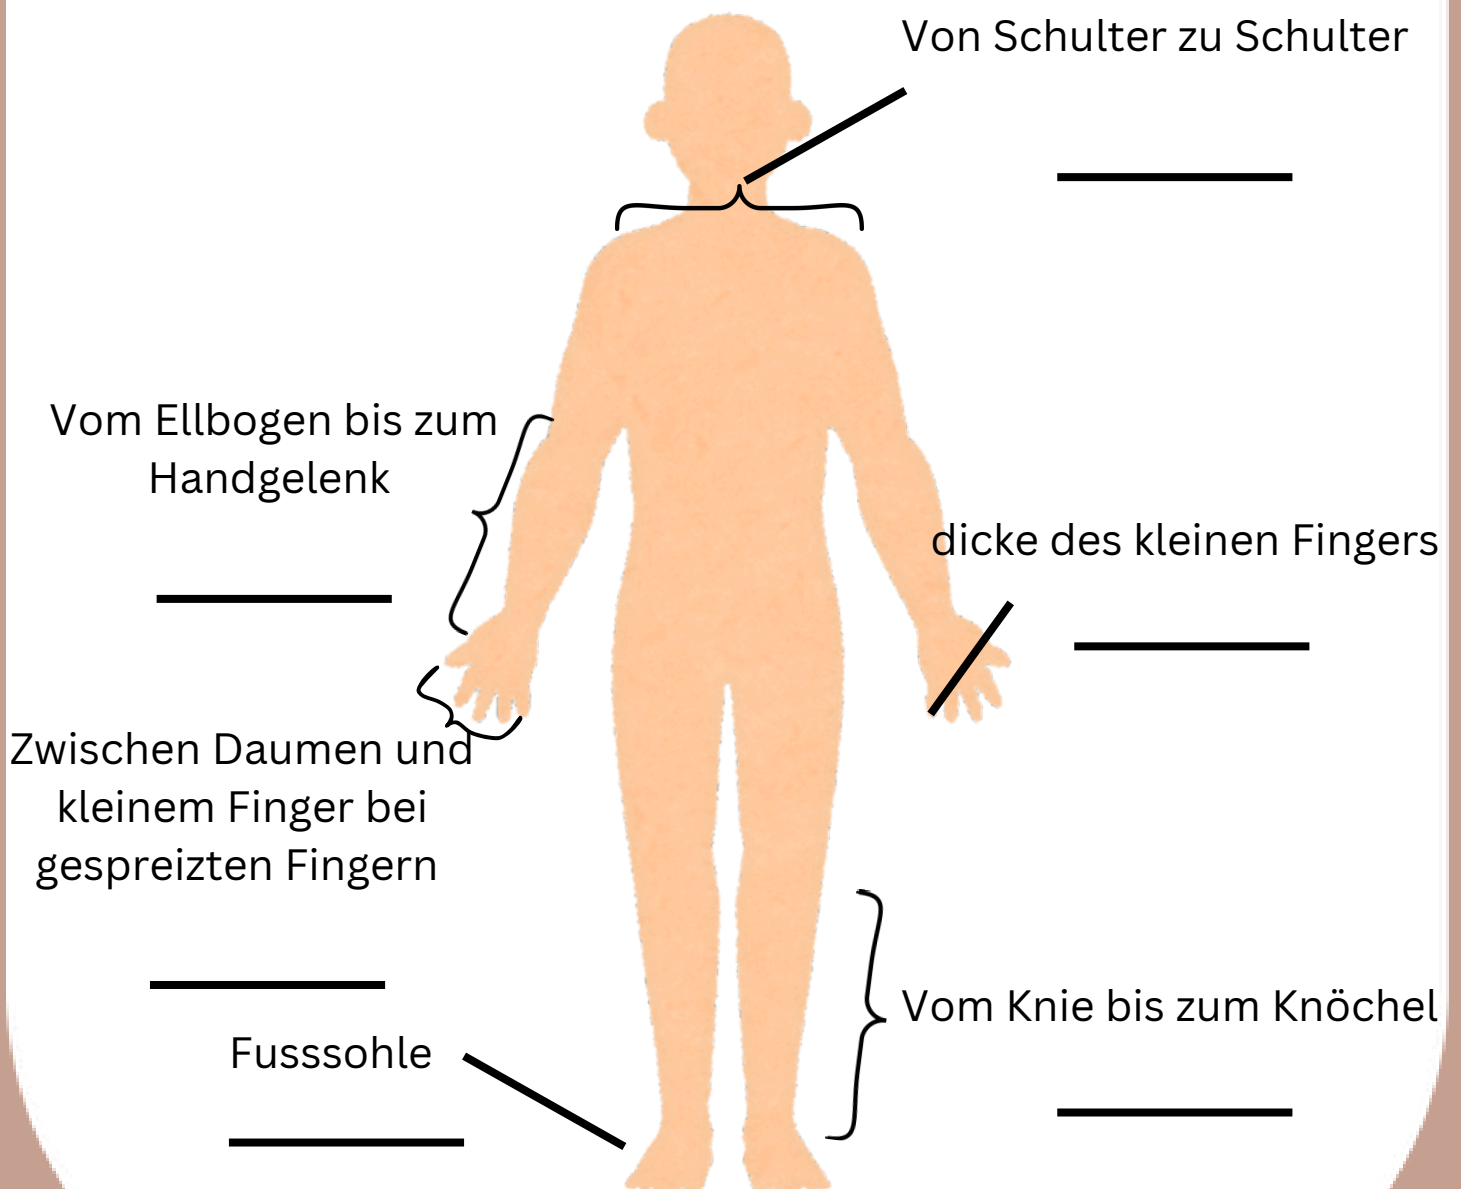 Von Schulter zu Schulter
Vom Ellbogen bis zum
Handgelenk
dicke des kleinen Fingers
Zwischen Daumen und
kleinem Finger bei
gespreizten Fingern
Vom Knie bis zum Knöchel
Fusssohle